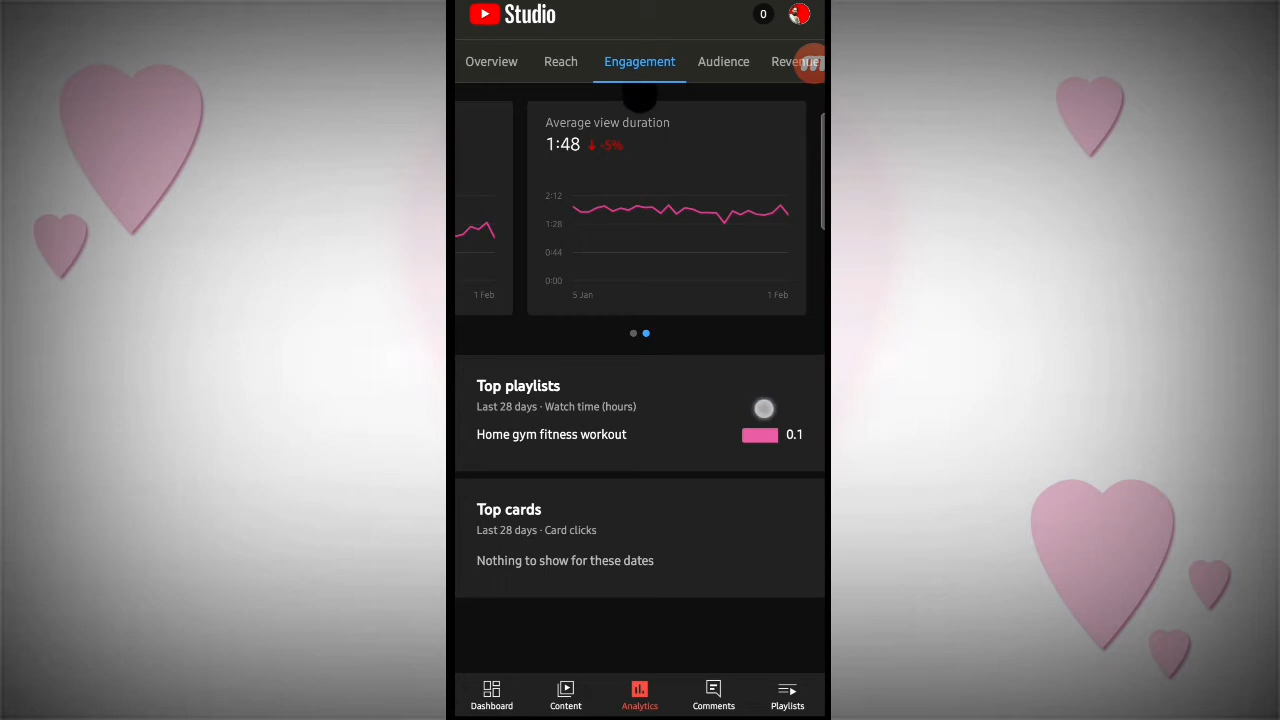 Studio
0
Overview Reach Engagement Audience Revenue
Average view duration
1:48 -5%
2:12
1:28
0:44
0:00
1 Feb
5 Jan 1 Feb
Top playlists
Last 28 days · Watch time (hours)
Home gym fitness workout 0.1
Top cards
Last 28 days · Card clicks
Nothing to show for these dates
Dashboard Content Analytics Comments Playlists